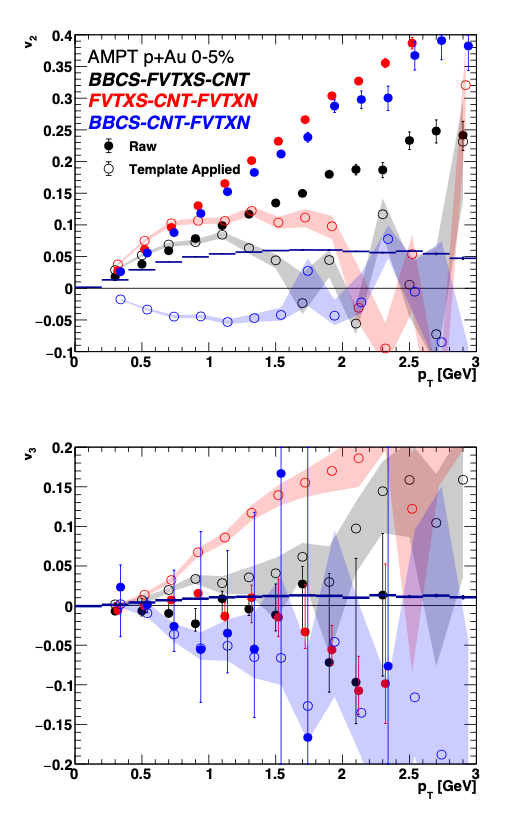 v2
0.4
0.35
0.3
0.25
0.2
0.15
0.1
0.05
0
−0.05
−0.1
AMPT p+Au 0-5%
BBCS-FVTXS-CNT
FVTXS-CNT-FVTXN
BBCS-CNT-FVTXN
Raw
Template Applied
0 0.5 1 1.5 2 2.5 3
pT [GeV]
v3
0.2
0.15
0.1
0.05
0
−0.05
−0.1
−0.15
−0.2
0 0.5 1 1.5 2 2.5 3
pT [GeV]